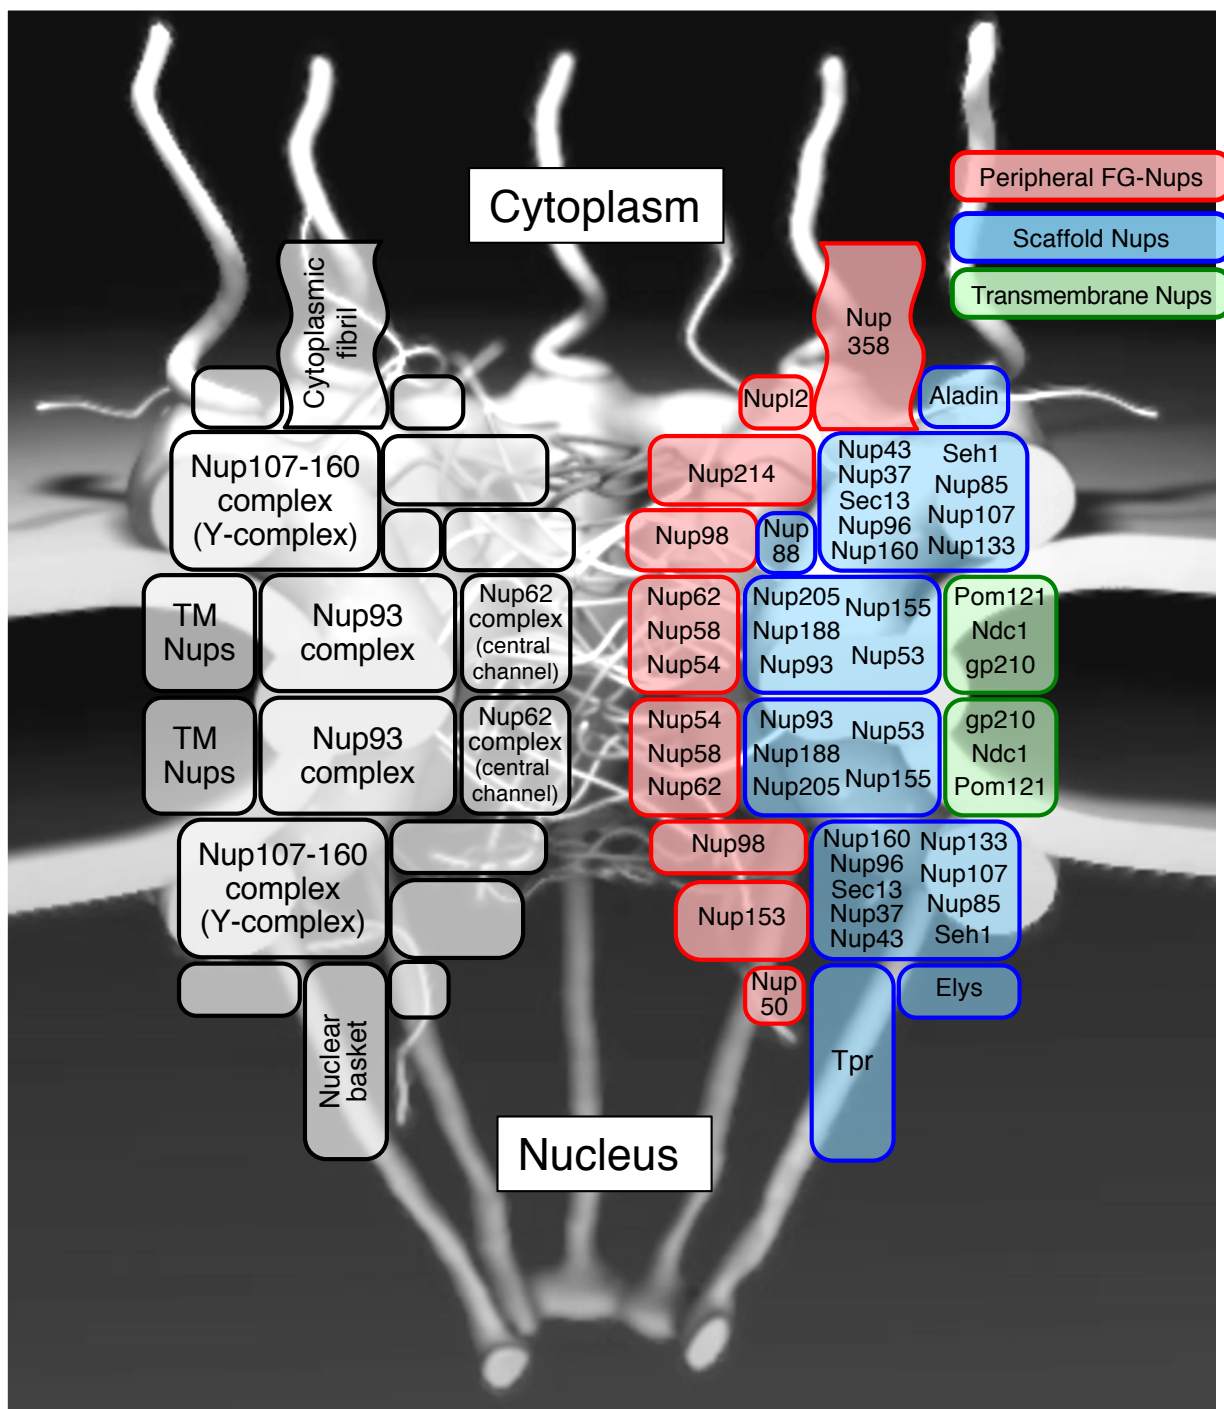 Cytoplasm
Peripheral FG-Nups
Scaffold Nups
Transmembrane Nups
Cytoplasmic
fibril
Nup107-160
complex
(Y-complex)
TM
Nups
Nup93
complex
Nup62
complex
(central
channel)
TM
Nups
Nup93
complex
Nup62
complex
(central
channel)
Nup107-160
complex
(Y-complex)
Nuclear
basket
Nup
358
Nupl2
Aladin
Nup214
Nup43
Nup37
Sec13
Nup96
Nup160
Seh1
Nup85
Nup107
Nup133
Nup98
Nup
88
Nup62
Nup58
Nup54
Nup205
Nup188
Nup93
Nup155
Nup53
Pom121
Ndc1
gp210
Nup54
Nup58
Nup62
Nup93
Nup188
Nup205
Nup53
Nup155
gp210
Ndc1
Pom121
Nup98
Nup153
Nup160
Nup96
Sec13
Nup37
Nup43
Nup133
Nup107
Nup85
Seh1
Nup
50
Tpr
Elys
Nucleus